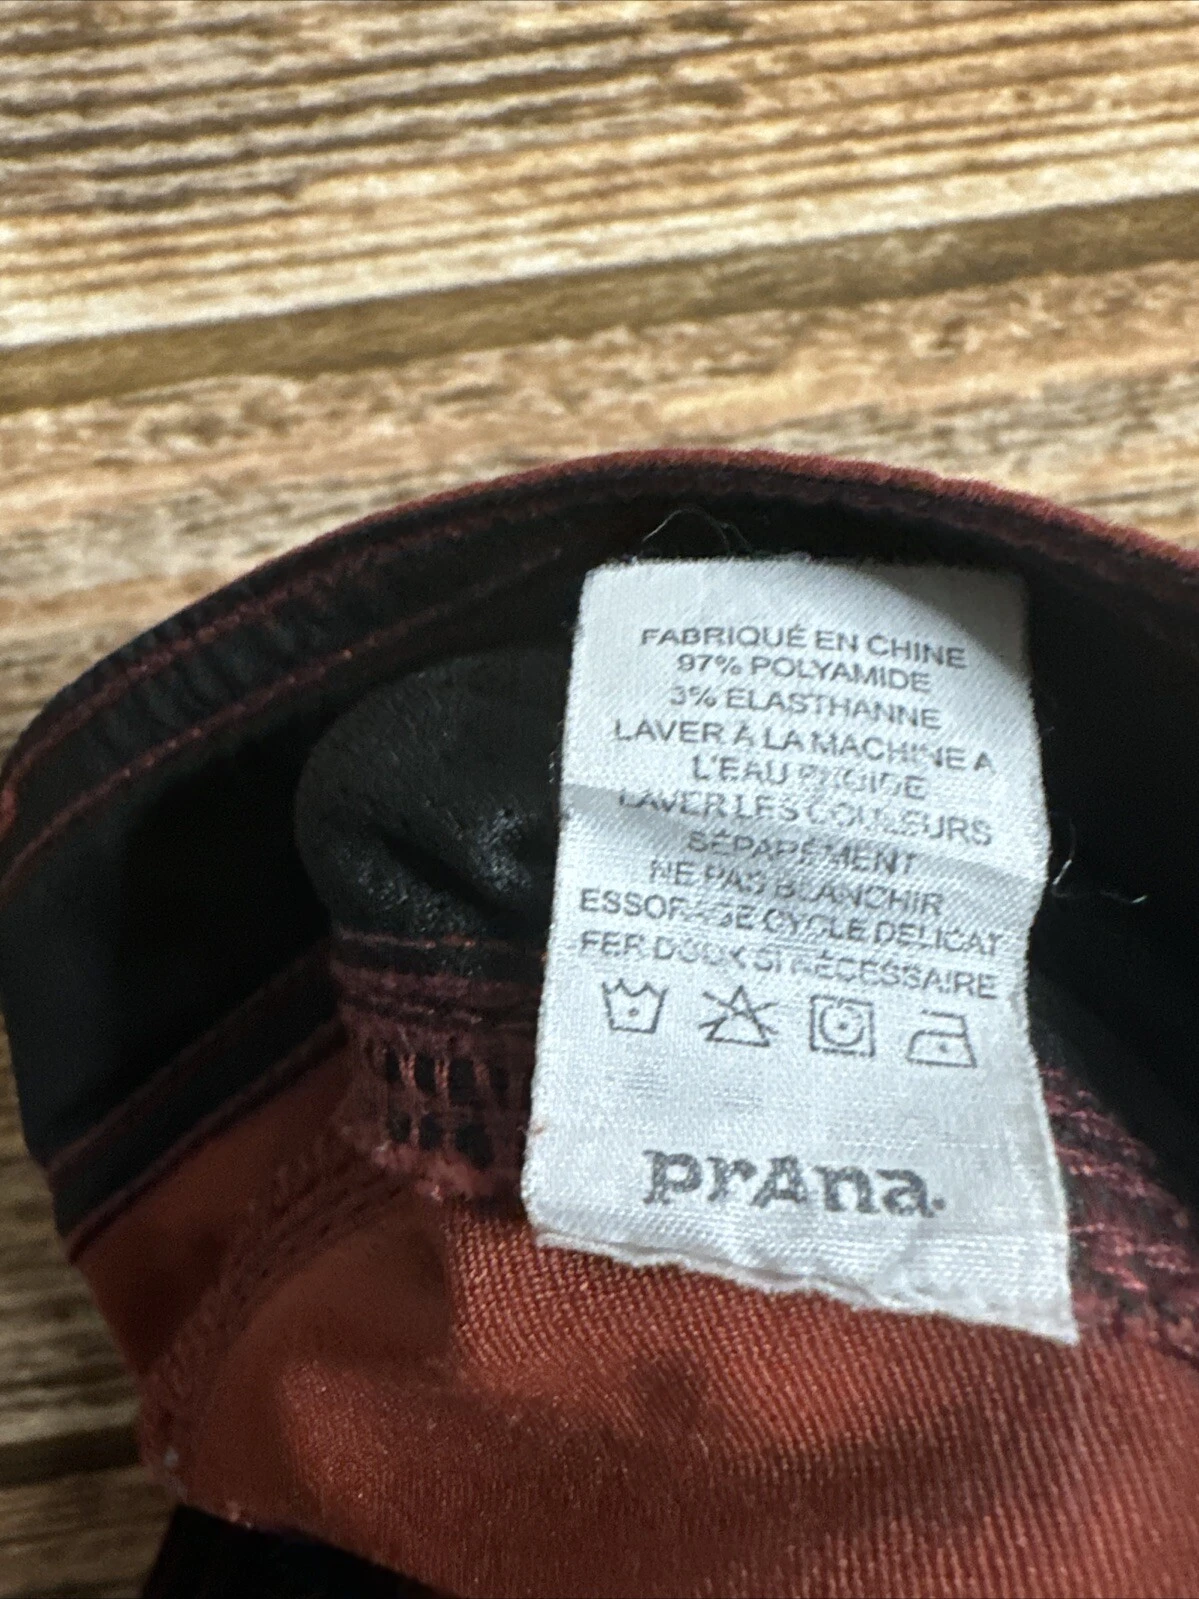 FABRIQUÉ EN CHINE
97% POLYAMIDE
3% ELASTHANNE
LAVER À LA MACHINE A
L'EAU FROIDE
LAVER LES COULEURS
SÉPARÉMENT
NE PAS BLANCHIR
ESSORAGE CYCLE DELICAT
FER DOUX SI NÉCESSAIRE
prAna.